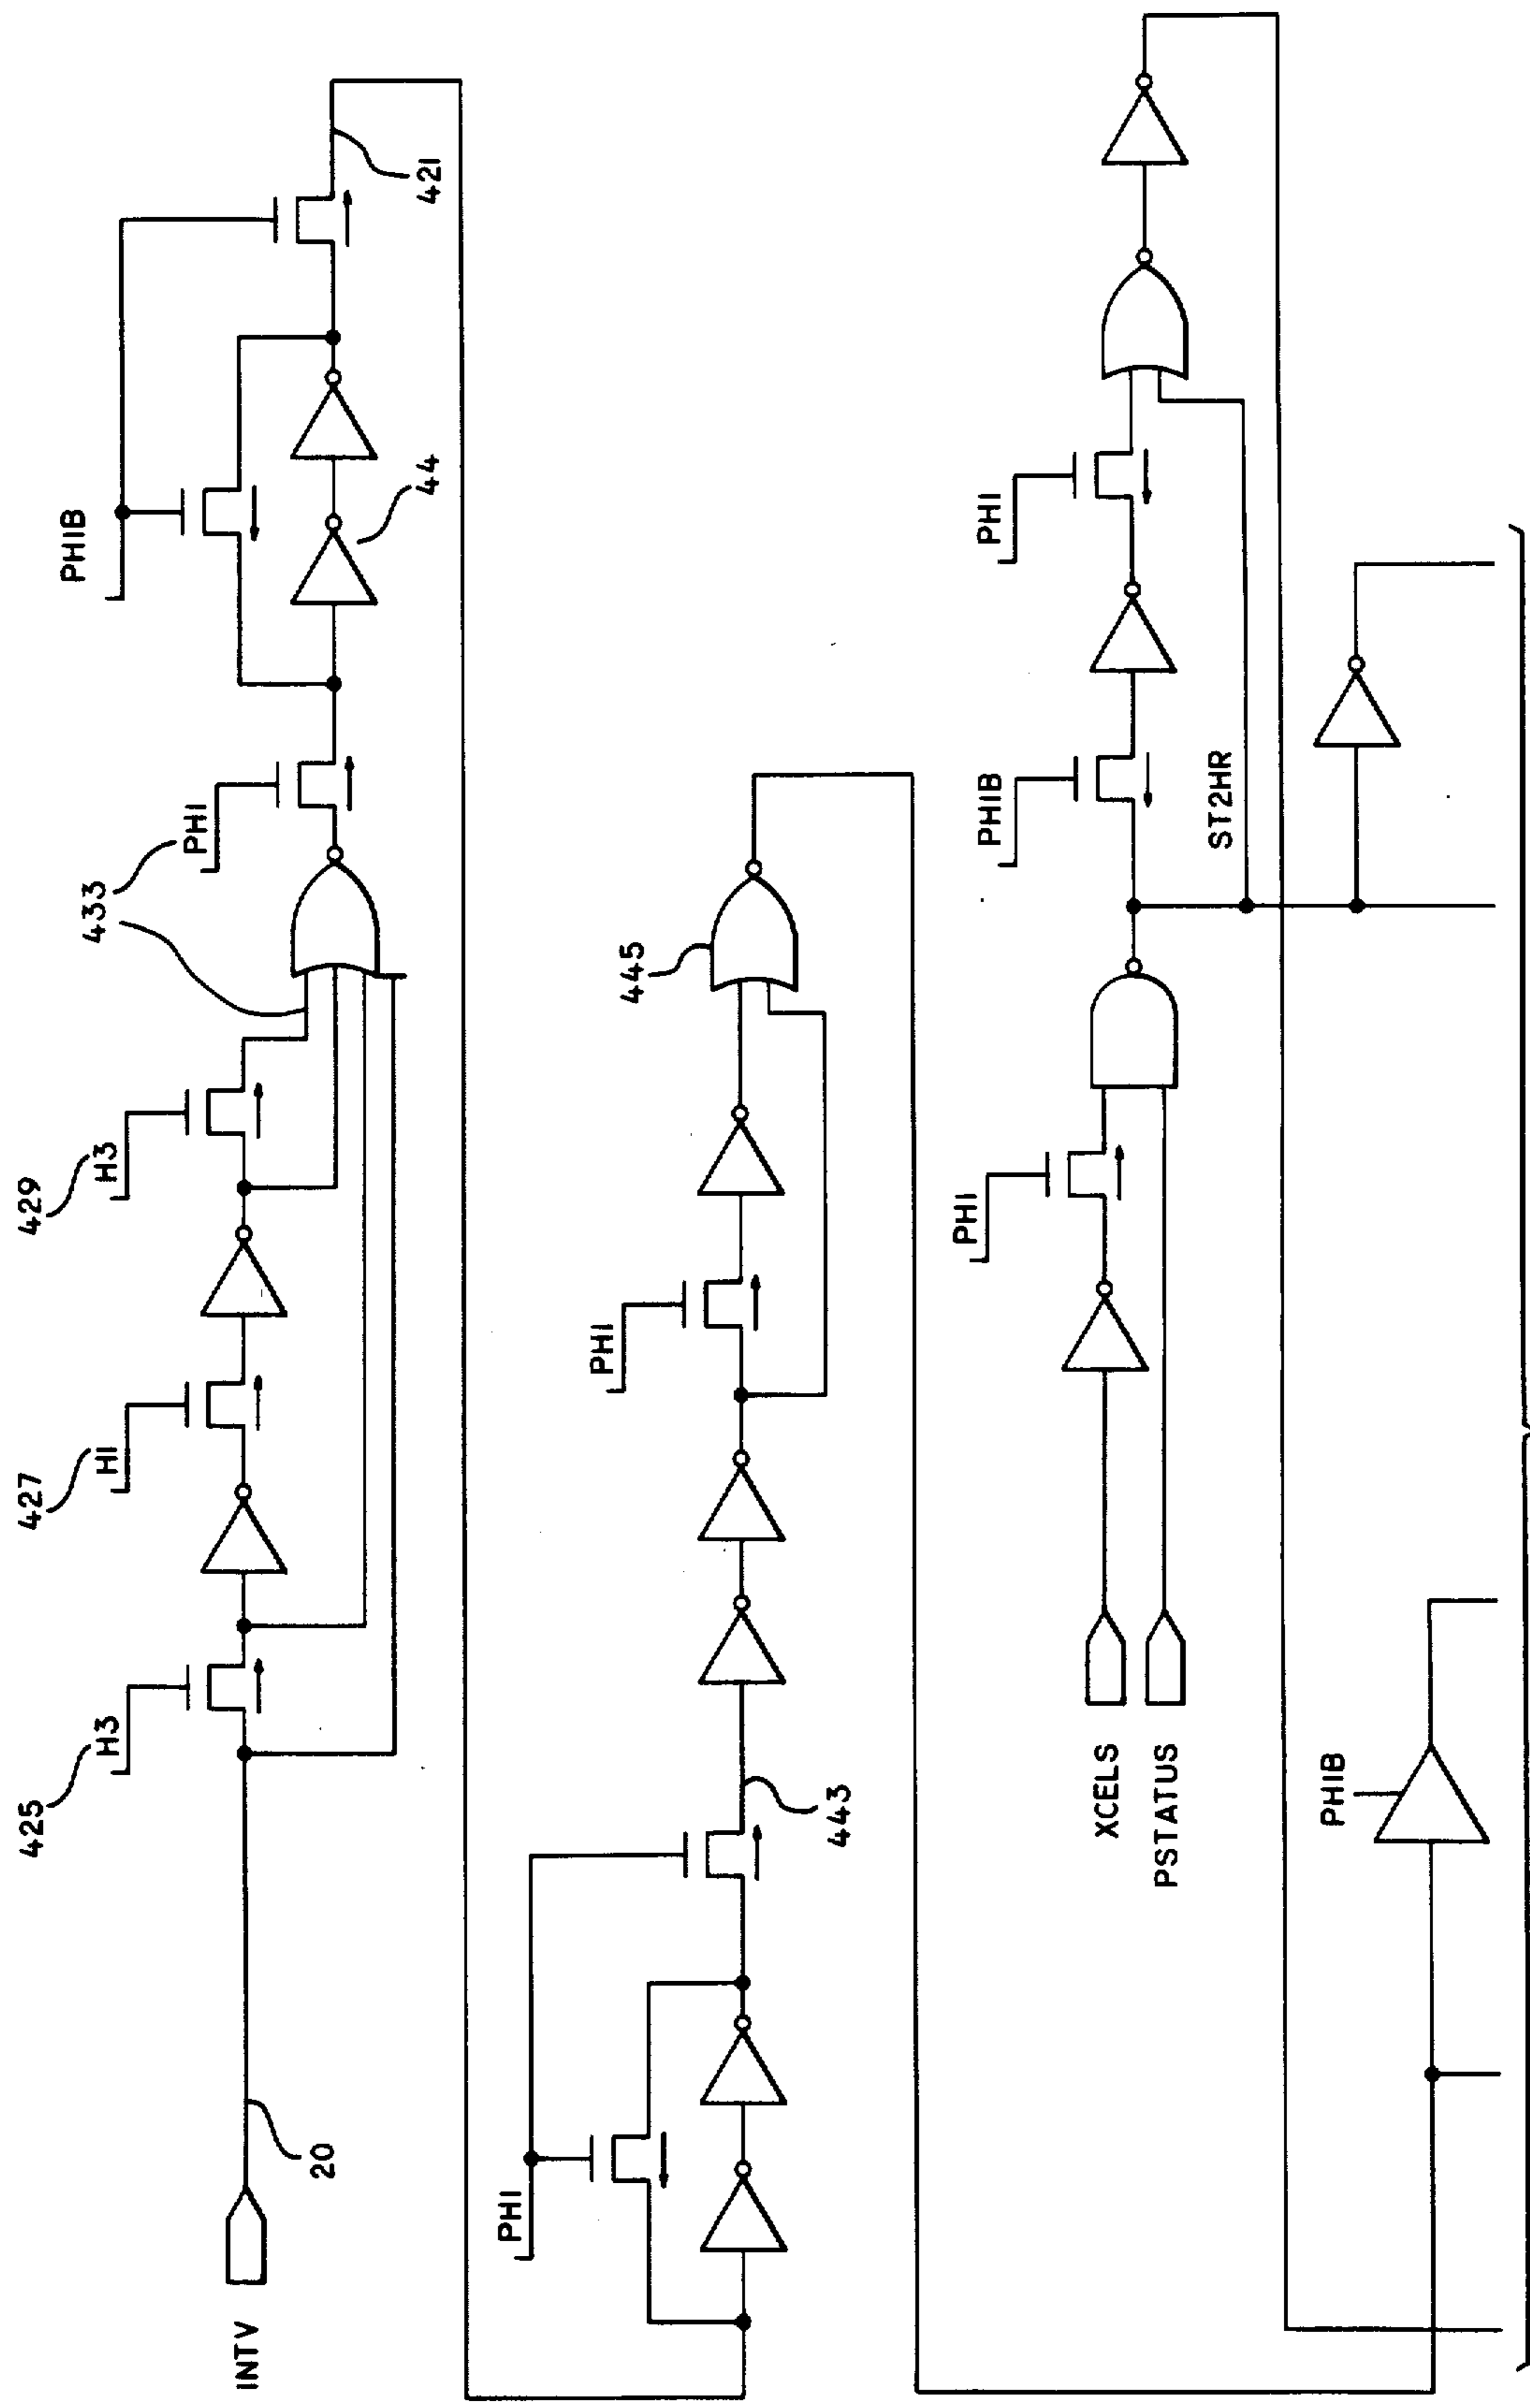 425
427
429
PHIB
433
H3
H1
H3
PHI
INTV
20
44
421
PHI
PHI
445
443
PHI
PHIB
PHI
XCELS
PSTATUS
ST2HR
PHIB